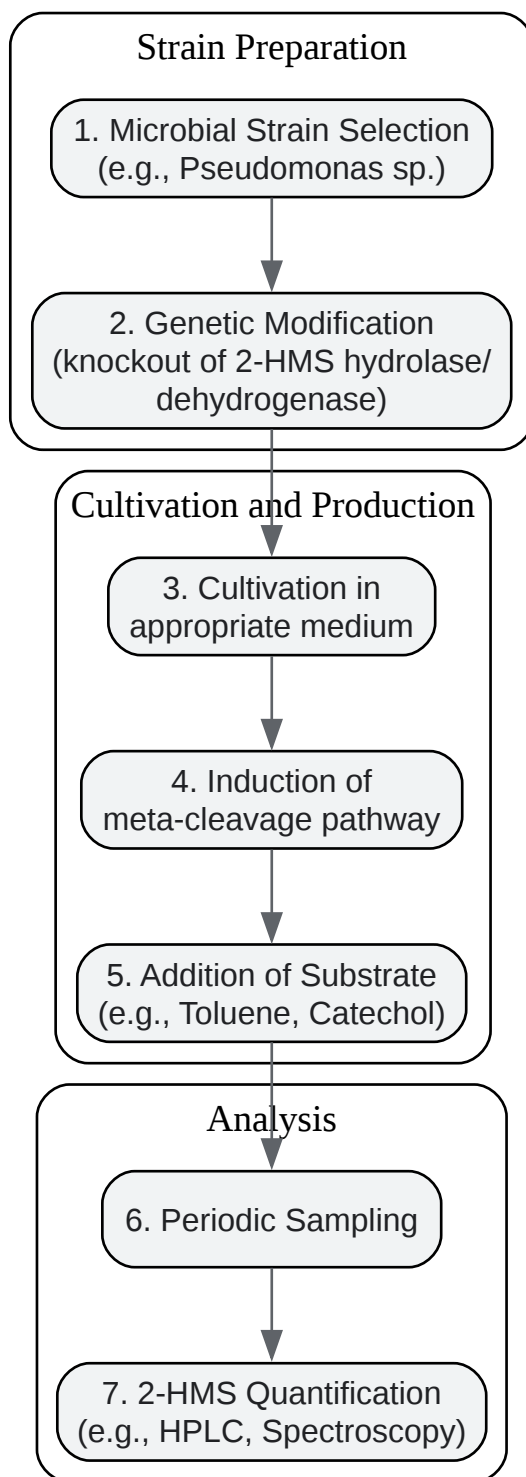 Strain Preparation
1. Microbial Strain Selection
(e.g., Pseudomonas sp.)
2. Genetic Modification
(knockout of 2-HMS hydrolase/
dehydrogenase)
Cultivation and Production
3. Cultivation in
appropriate medium
4. Induction of
meta-cleavage pathway
5. Addition of Substrate
(e.g., Toluene, Catechol)
Analysis
6. Periodic Sampling
7. 2-HMS Quantification
(e.g., HPLC, Spectroscopy)